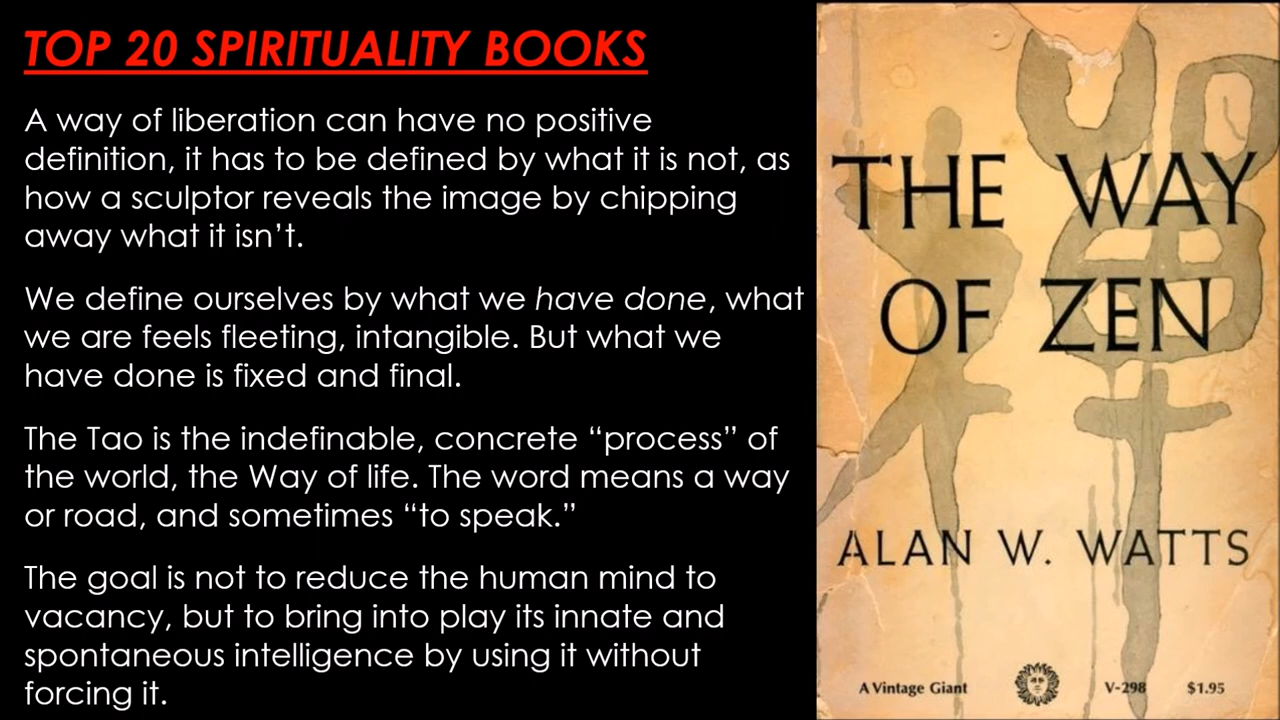 TOP 20 SPIRITUALITY BOOKS
A way of liberation can have no positive
definition, it has to be defined by what it is not, as
how a sculptor reveals the image by chipping
away what it isn’t.
We define ourselves by what we have done, what
we are feels fleeting, intangible. But what we
have done is fixed and final.
The Tao is the indefinable, concrete “process” of
the world, the Way of life. The word means a way
or road, and sometimes “to speak.”
The goal is not to reduce the human mind to
vacancy, but to bring into play its innate and
spontaneous intelligence by using it without
forcing it.
THE WAY
OF ZEN
ALAN W. WATTS
A Vintage Giant
V-298
$1.95